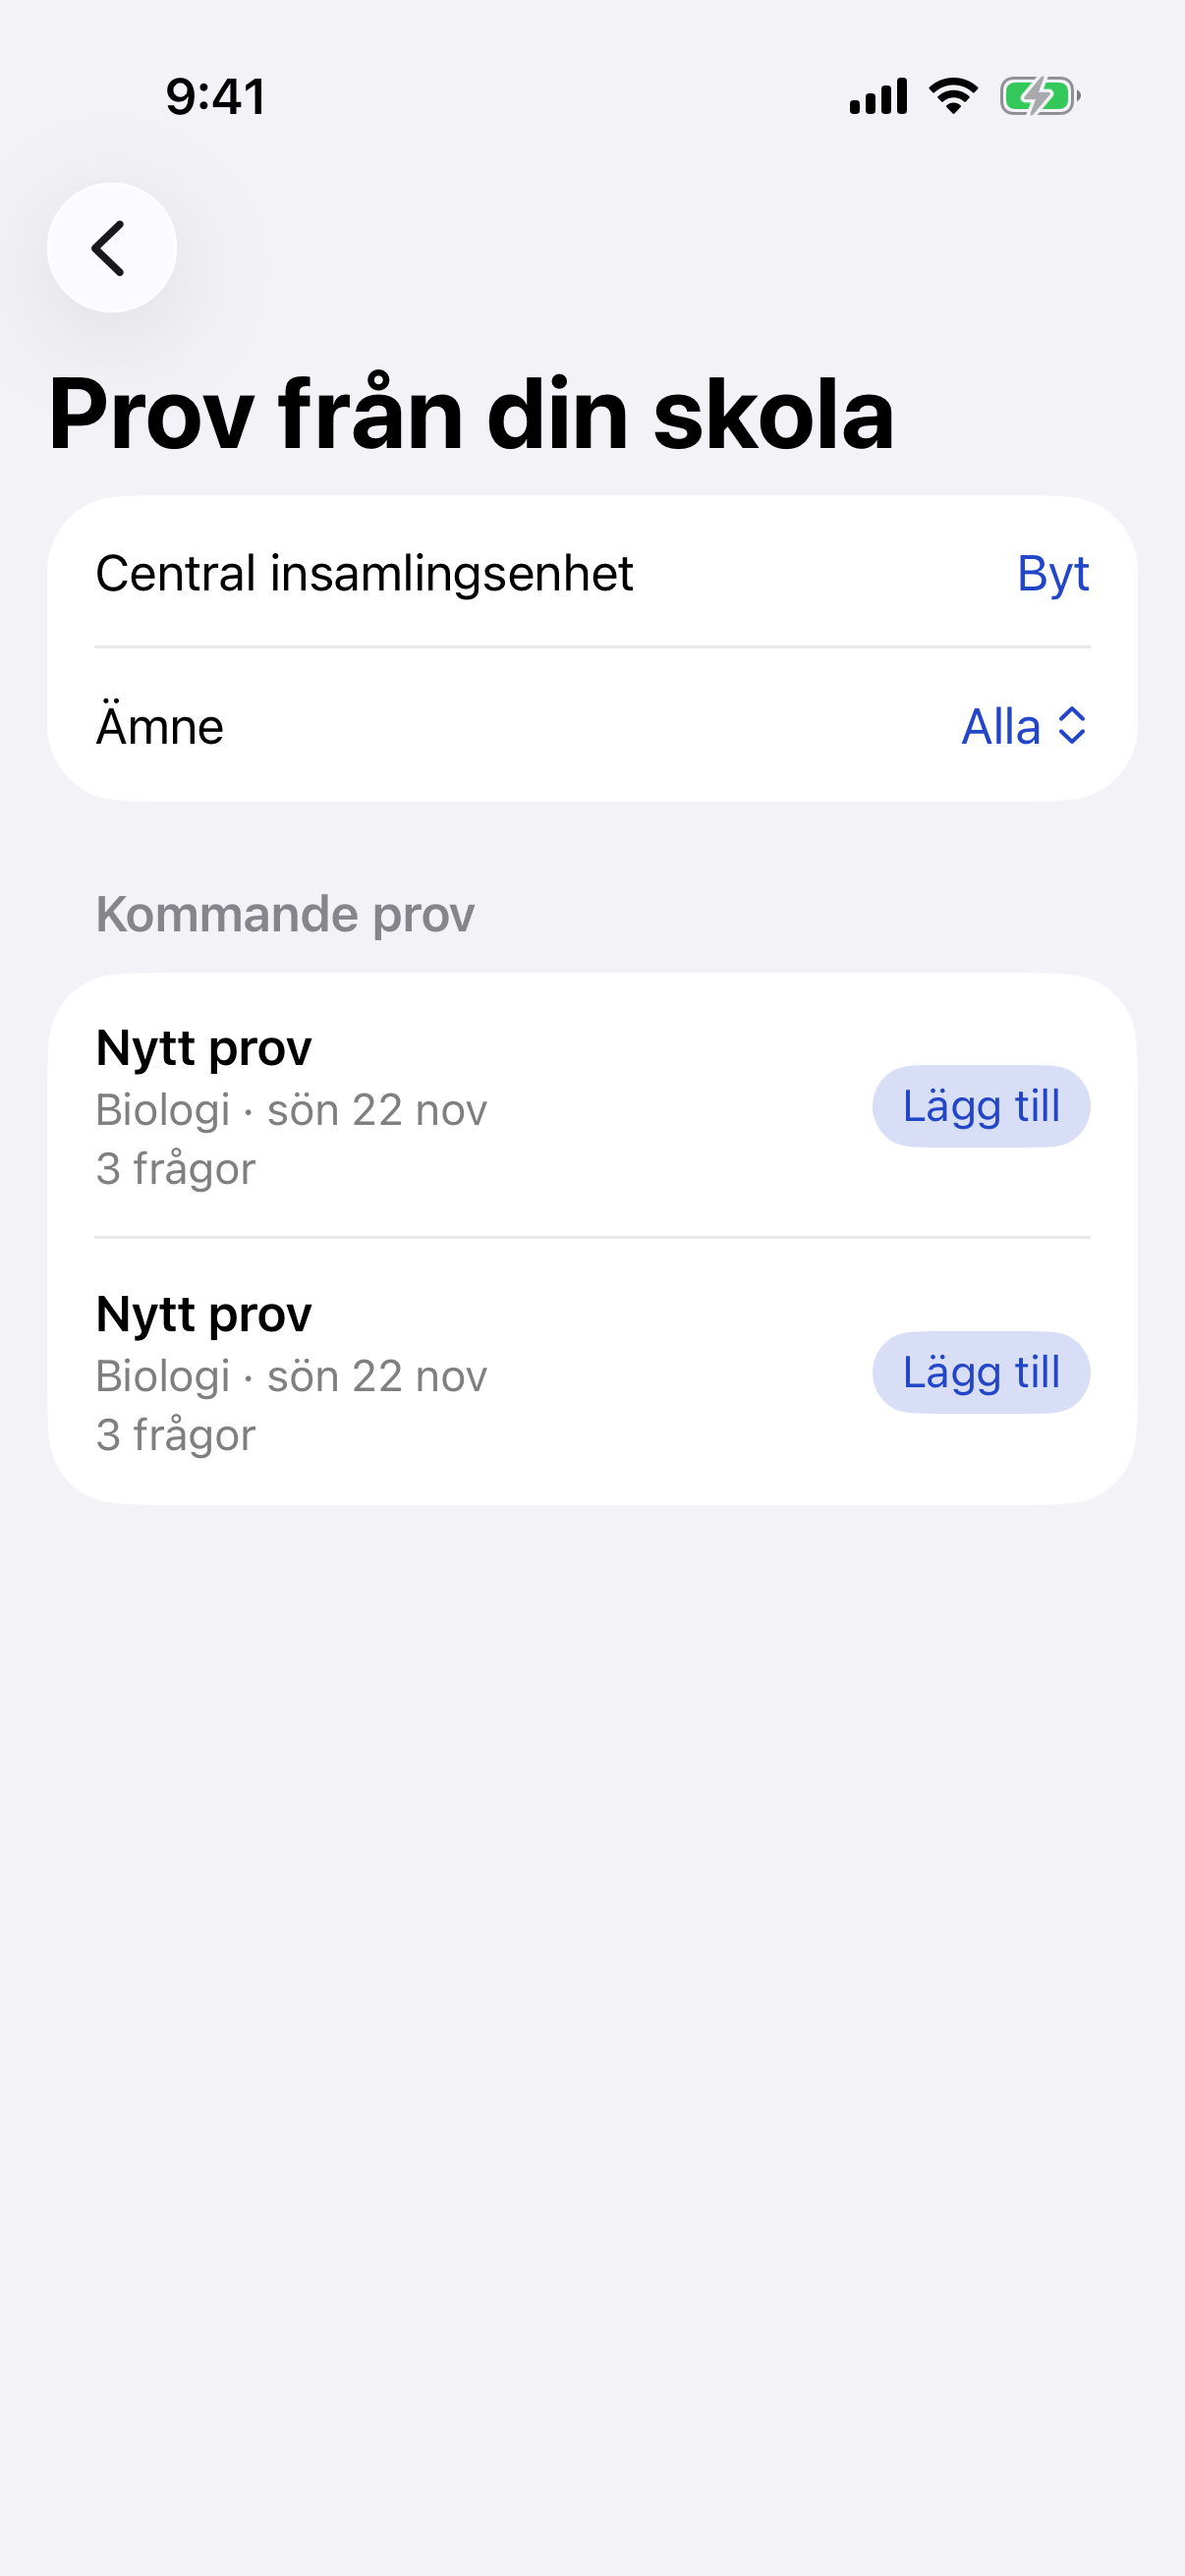 9:41
Prov från din skola
Central insamlingsenhet Byt
Ämne Alla
Kommande prov
Nytt prov
Biologi · sön 22 nov
3 frågor
Lägg till
Nytt prov
Biologi · sön 22 nov
3 frågor
Lägg till